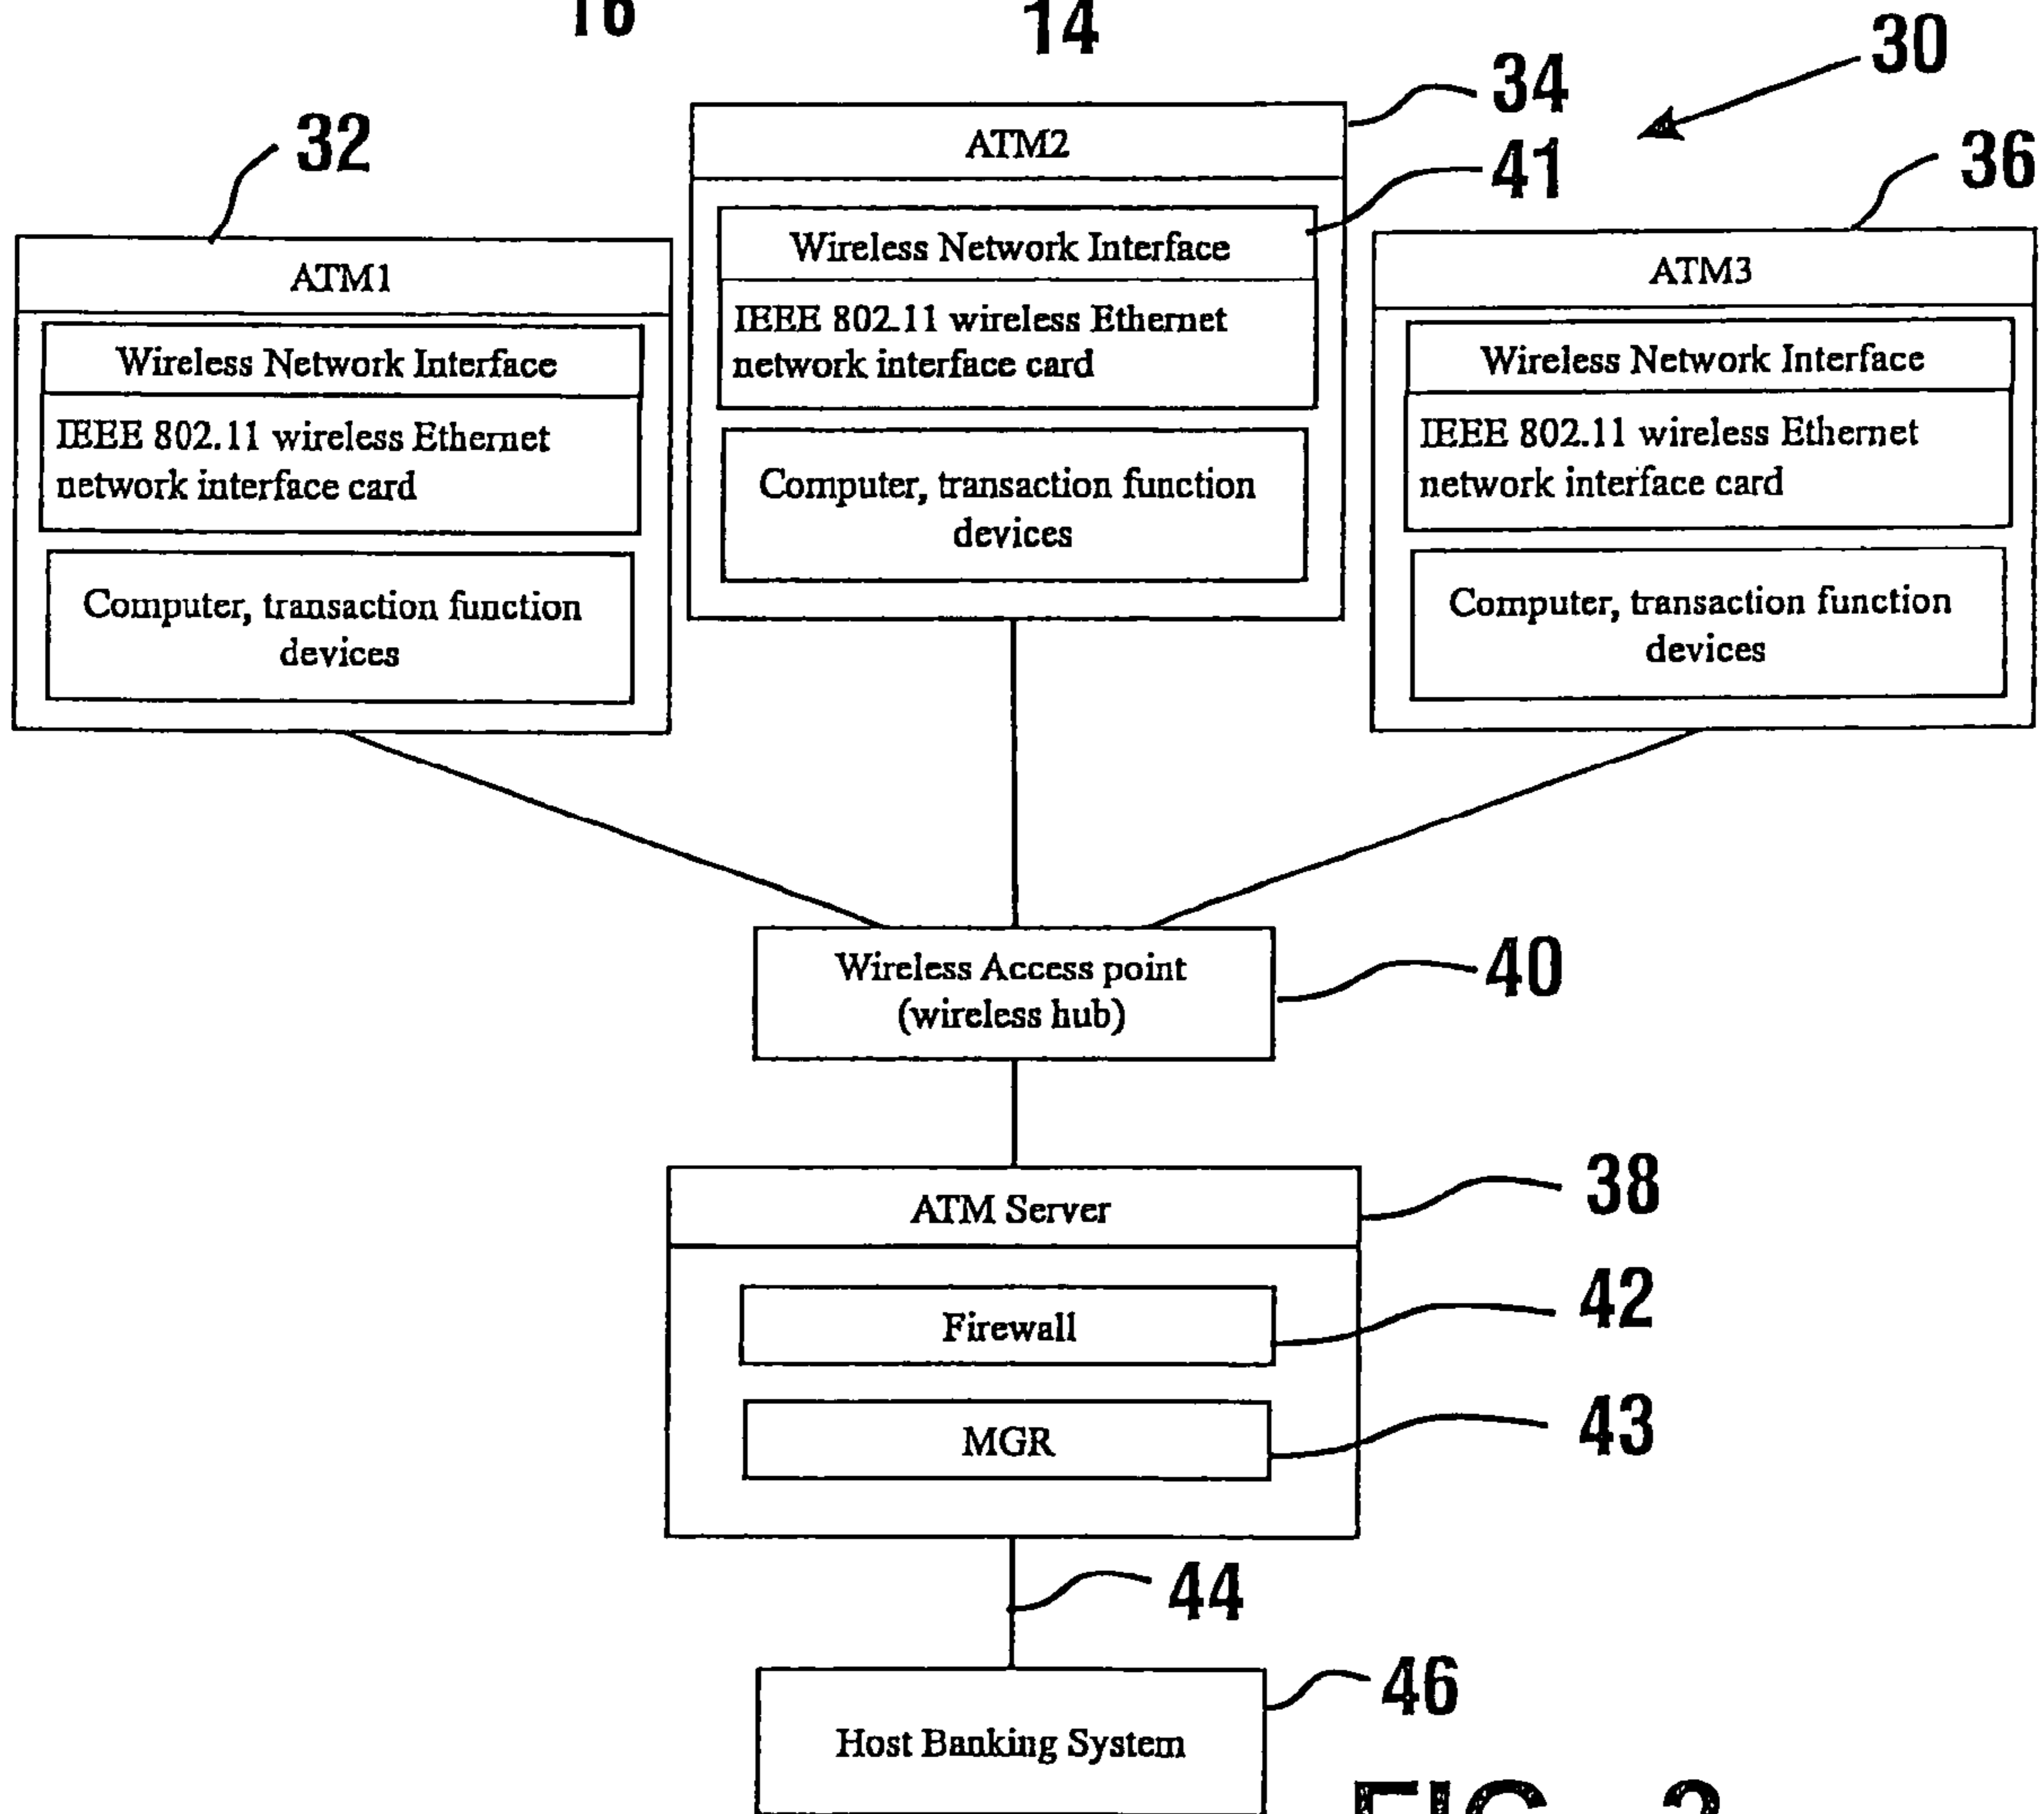 16
14
30
34
32
ATM2
41
36
Wireless Network Interface
ATM1
ATM3
IEEE 802.11 wireless Ethernet
network interface card
Wireless Network Interface
Wireless Network Interface
IEEE 802.11 wireless Ethernet
network interface card
IEEE 802.11 wireless Ethernet
network interface card
Computer, transaction function
devices
Computer, transaction function
devices
Computer, transaction function
devices
Wireless Access point
(wireless hub)
40
ATM Server
38
Firewall
42
MGR
43
44
46
Host Banking System
FIG. 2